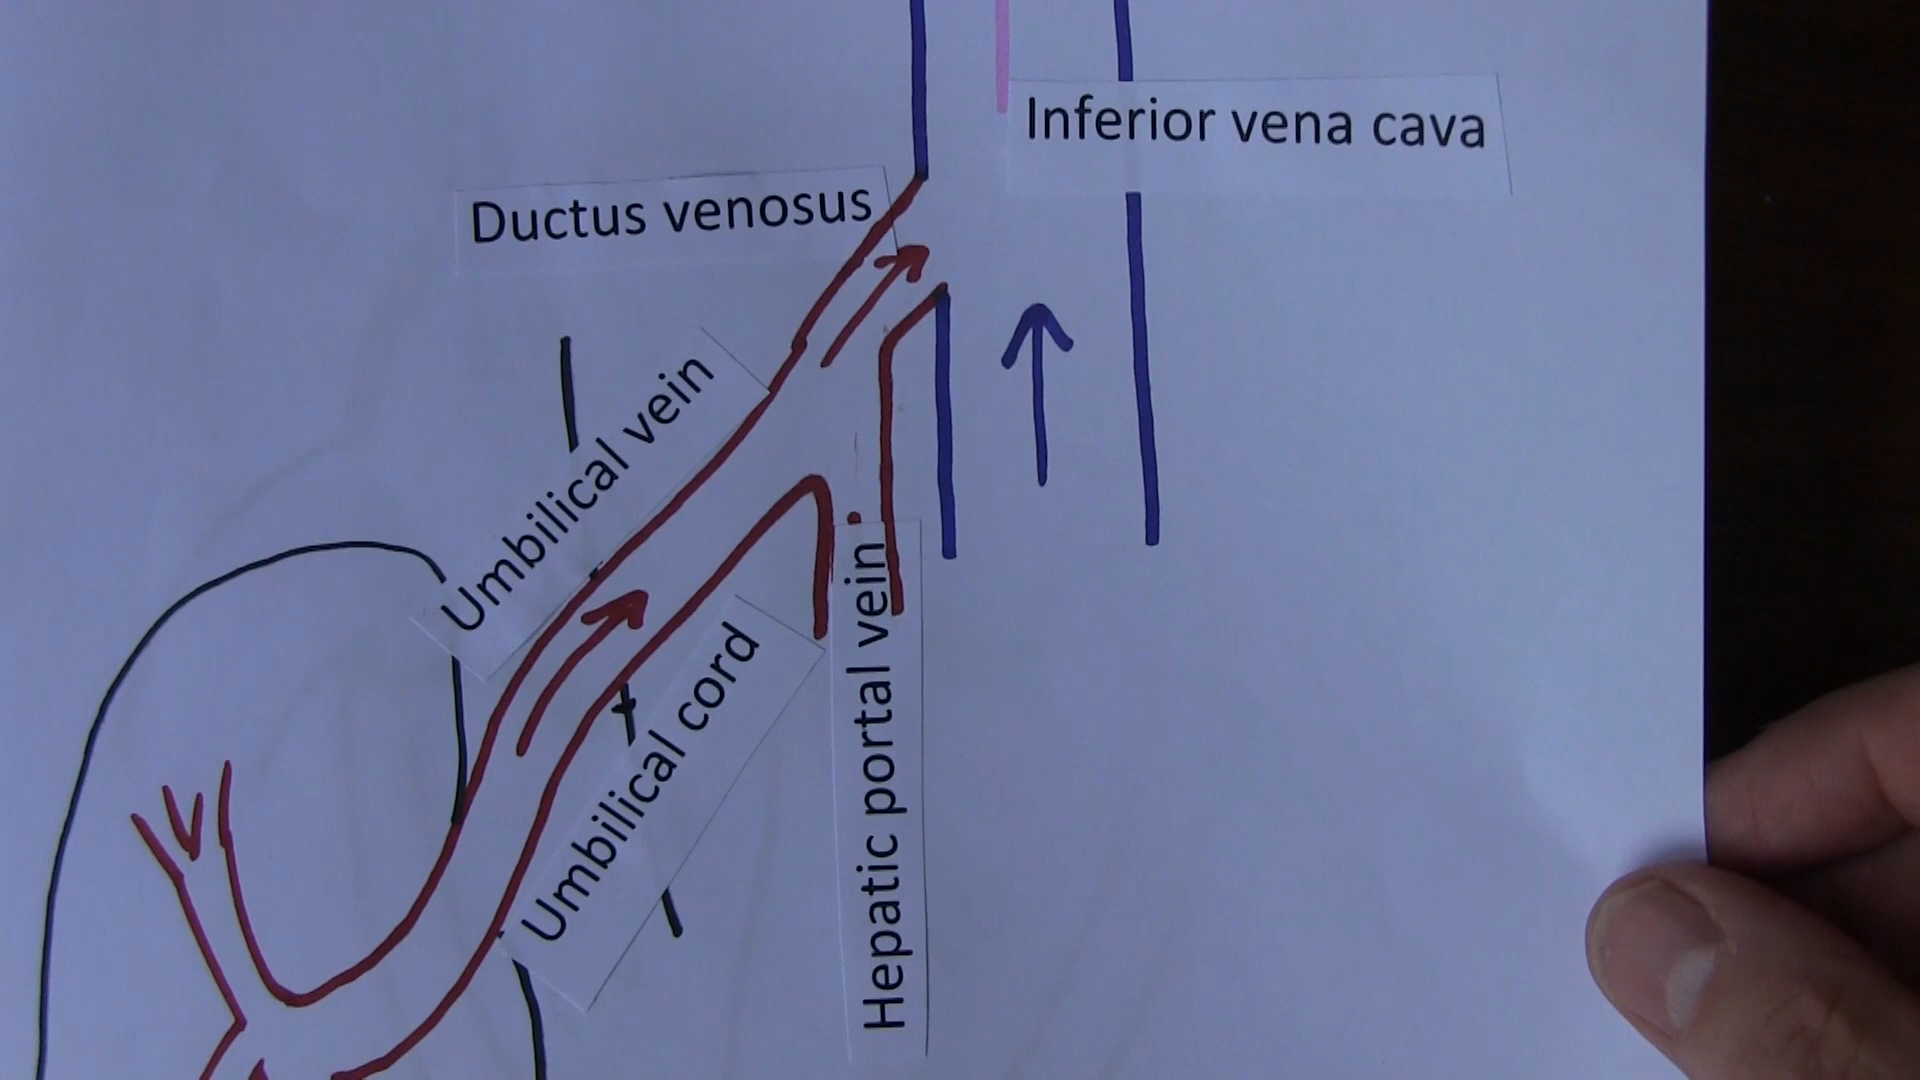 Inferior vena cava
Ductus venosus
Umbilical vein
Umbilical cord
Hepatic portal vein